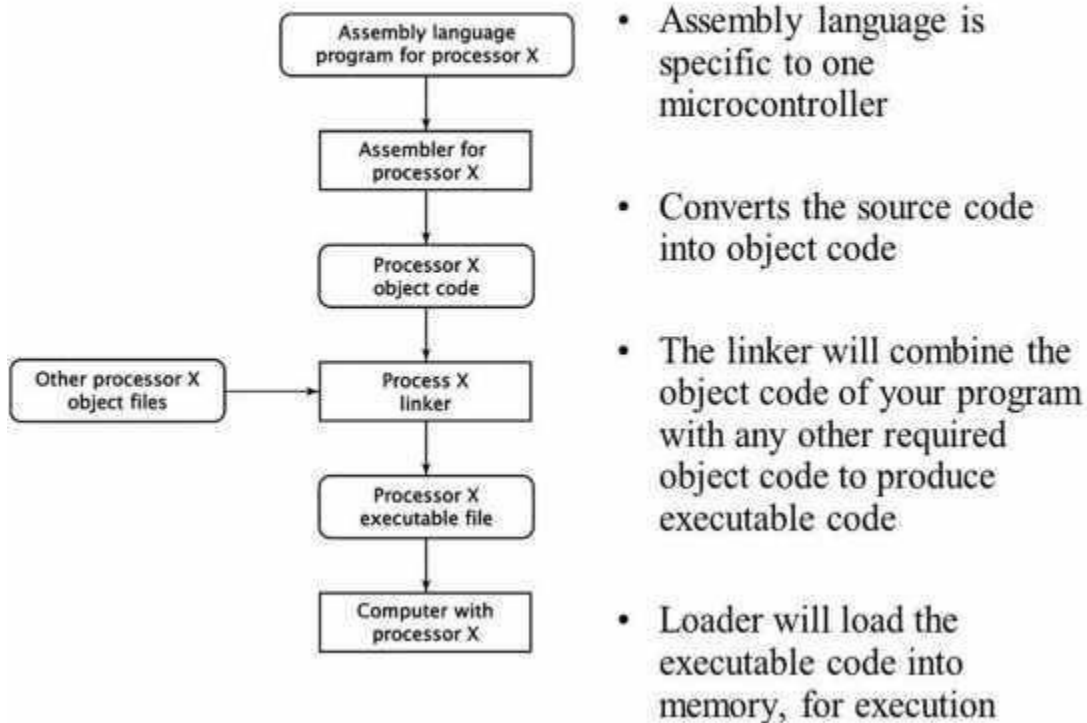 Assembly language
program for processor X
Assembler for
processor X
Processor X
object code
Other processor X
object files
Process X
linker
Processor X
executable file
Computer with
processor X
• Assembly language is
specific to one
microcontroller
• Converts the source code
into object code
• The linker will combine the
object code of your program
with any other required
object code to produce
executable code
• Loader will load the
executable code into
memory, for execution